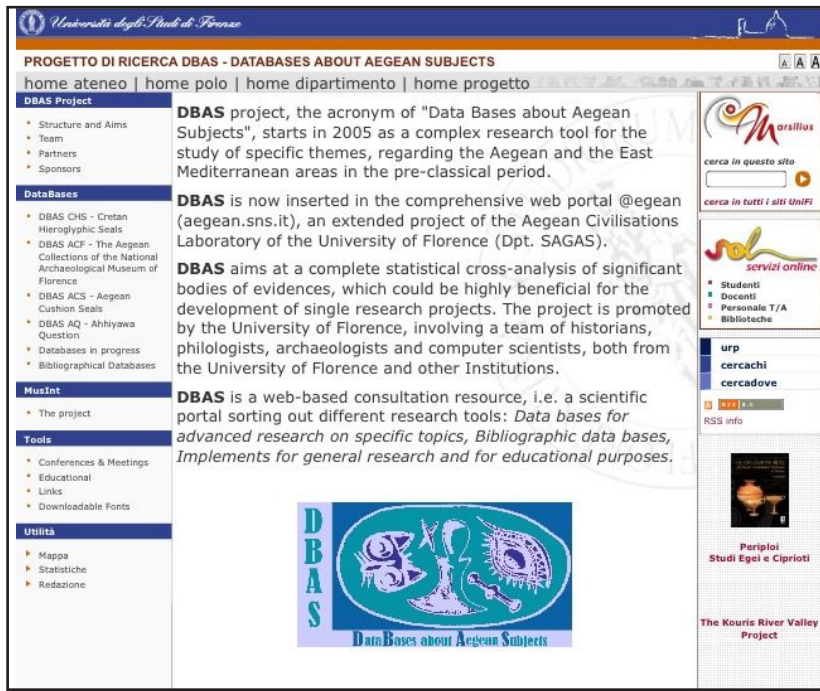 Università degli Studi di Firenze
PROGETTO DI RICERCA DBAS - DATABASES ABOUT AEGEAN SUBJECTS
A A A
home ateneo | home polo | home dipartimento | home progetto
DBAS Project
Structure and Aims
Team
Partners
Sponsors
DataBases
DBAS CHS - Cretan
Hieroglyphic Seals
DBAS ACF - The Aegean
Collections of the National
Archaeological Museum of
Florence
DBAS ACS - Aegean
Cushion Seals
DBAS AQ - Ahhiyawa
Question
Databases in progress
Bibliographical Databases
MusInt
The project
Tools
Conferences & Meetings
Educational
Links
Downloadable Fonts
Utilità
Mappa
Statistiche
Redazione
DBAS project, the acronym of "Data Bases about Aegean
Subjects", starts in 2005 as a complex research tool for the
study of specific themes, regarding the Aegean and the East
Mediterranean areas in the pre-classical period.
DBAS is now inserted in the comprehensive web portal @egean
(aegean.sns.it), an extended project of the Aegean Civilisations
Laboratory of the University of Florence (Dpt. SAGAS).
DBAS aims at a complete statistical cross-analysis of significant
bodies of evidences, which could be highly beneficial for the
development of single research projects. The project is promoted
by the University of Florence, involving a team of historians,
philologists, archaeologists and computer scientists, both from
the University of Florence and other Institutions.
DBAS is a web-based consultation resource, i.e. a scientific
portal sorting out different research tools: Data bases for
advanced research on specific topics, Bibliographic data bases,
Implements for general research and for educational purposes.
DBAS
DataBases about Aegean Subjects
Marsilius
cerca in questo sito
cerca in tutti i siti UniFi
sol
servizi online
Studenti
Docenti
Personale T/A
Biblioteche
urp
cercachi
cercadove
RSS info
Periploi
Studi Egei e Ciprioti
The Kouris River Valley
Project